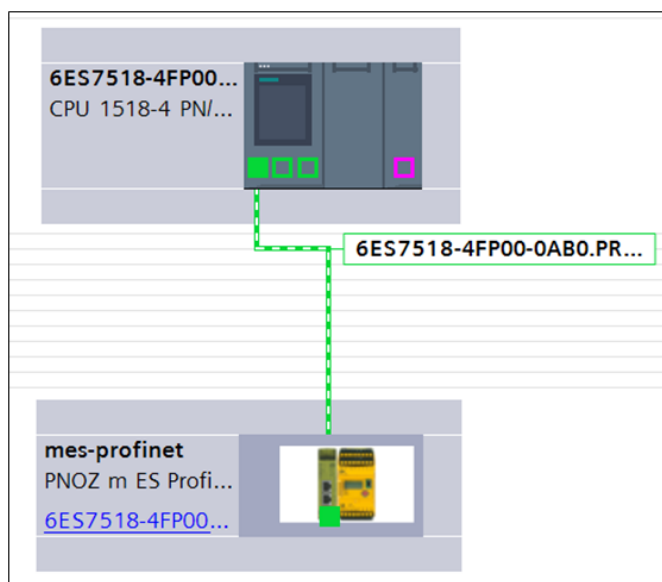 6ES7518-4FP00...
CPU 1518-4 PN/...
6ES7518-4FP00-0AB0.PR...
mes-profinet
PNOZ m ES Profi...
6ES7518-4FP00...